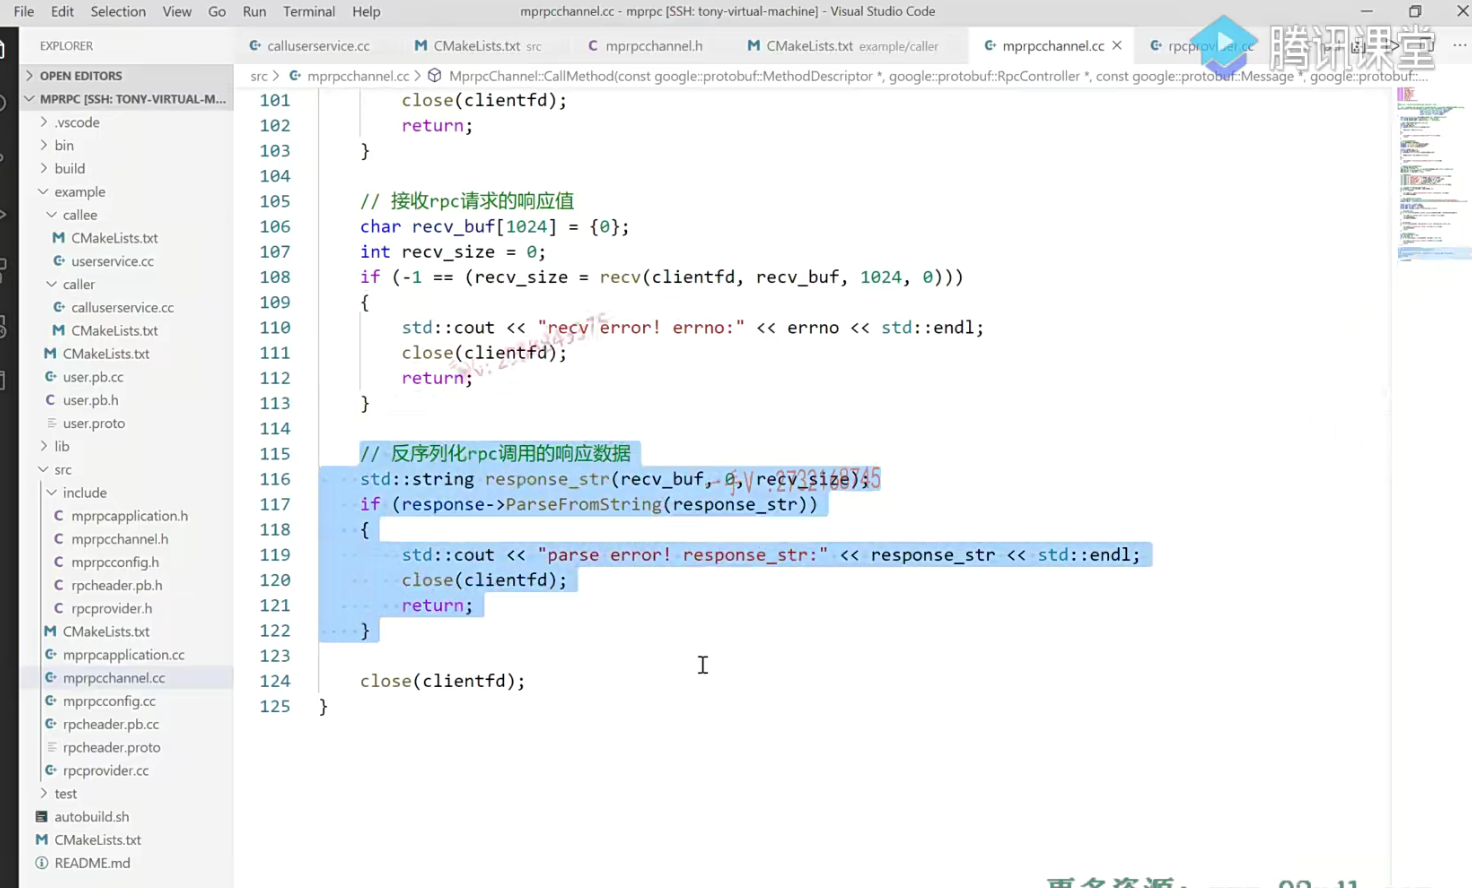 File Edit Selection View Go Run Terminal Help mprpcchannel.cc - mprpc [SSH: tony-virtual-machine] - Visual Studio Code
EXPLORER
calluserservice.cc CMakeLists.txt src mprpcchannel.h CMakeLists.txt example/caller mprpcchannel.cc rpcprovider.cc
腾讯课堂
OPEN EDITORS
src > mprpcchannel.cc > MprpcChannel::CallMethod(const google::protobuf::MethodDescriptor *, google::protobuf::RpcController *, const google::protobuf::Message *, google::protobuf::...
MPRPC [SSH: TONY-VIRTUAL-M...
.vscode
bin
build
example
callee
CMakeLists.txt
userservice.cc
caller
calluserservice.cc
CMakeLists.txt
CMakeLists.txt
user.pb.cc
user.pb.h
user.proto
lib
src
include
mprpcapplication.h
mprpcchannel.h
mprpcconfig.h
rpcheader.pb.h
rpcprovider.h
CMakeLists.txt
mprpcapplication.cc
mprpcchannel.cc
mprpcconfig.cc
rpcheader.pb.cc
rpcheader.proto
rpcprovider.cc
test
autobuild.sh
CMakeLists.txt
README.md
101 close(clientfd);
102 return;
103 }
104
105 // 接收rpc请求的响应值
106 char recv_buf[1024] = {0};
107 int recv_size = 0;
108 if (-1 == (recv_size = recv(clientfd, recv_buf, 1024, 0)))
109 {
110 std::cout << "recv error! errno:" << errno << std::endl;
111 close(clientfd);
112 return;
113 }
114
115 // 反序列化rpc调用的响应数据
116 std::string response_str(recv_buf, 0, recv_size);
117 if (response->ParseFromString(response_str))
118 {
119 std::cout << "parse error! response_str:" << response_str << std::endl;
120 close(clientfd);
121 return;
122 }
123
124 close(clientfd);
125 }